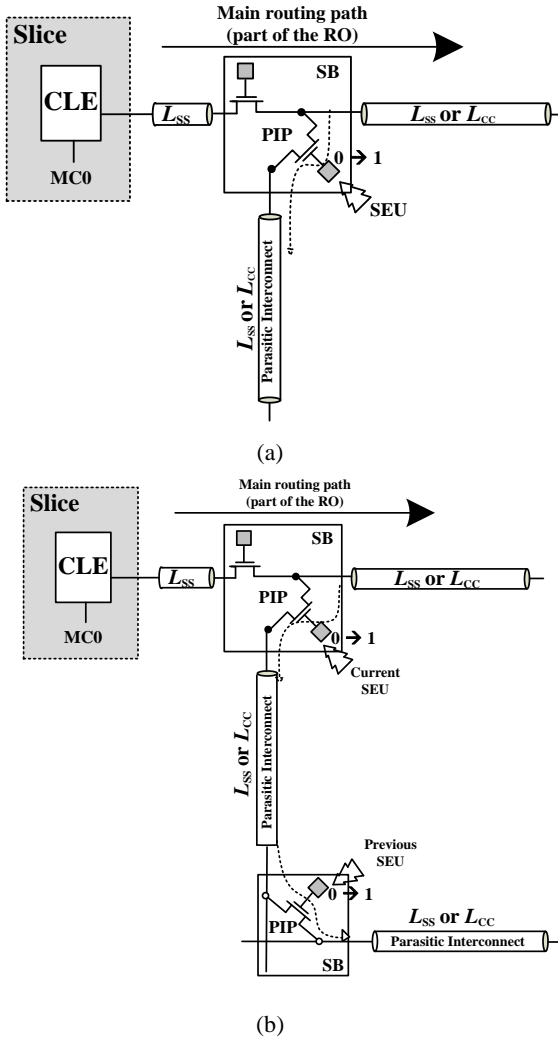 Main routing path
(part of the RO)
Slice
SB
CLE
L_SS
L_SS or L_CC
PIP
0 → 1
MC0
SEU
L_SS or L_CC
Parasitic Interconnect
(a)
Main routing path
(part of the RO)
Slice
SB
CLE
L_SS
L_SS or L_CC
PIP
0 → 1
MC0
Current
SEU
L_SS or L_CC
Parasitic Interconnect
Previous
SEU
0 → 1
PIP
L_SS or L_CC
Parasitic Interconnect
SB
(b)